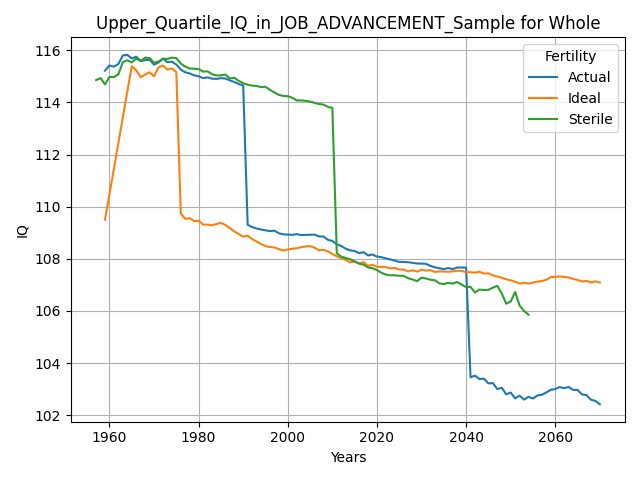 Upper_Quartile_IQ_in_JOB_ADVANCEMENT_Sample for Whole
Fertility
Actual
Ideal
Sterile
IQ
116
114
112
110
108
106
104
102
1960
1980
2000
2020
2040
2060
Years